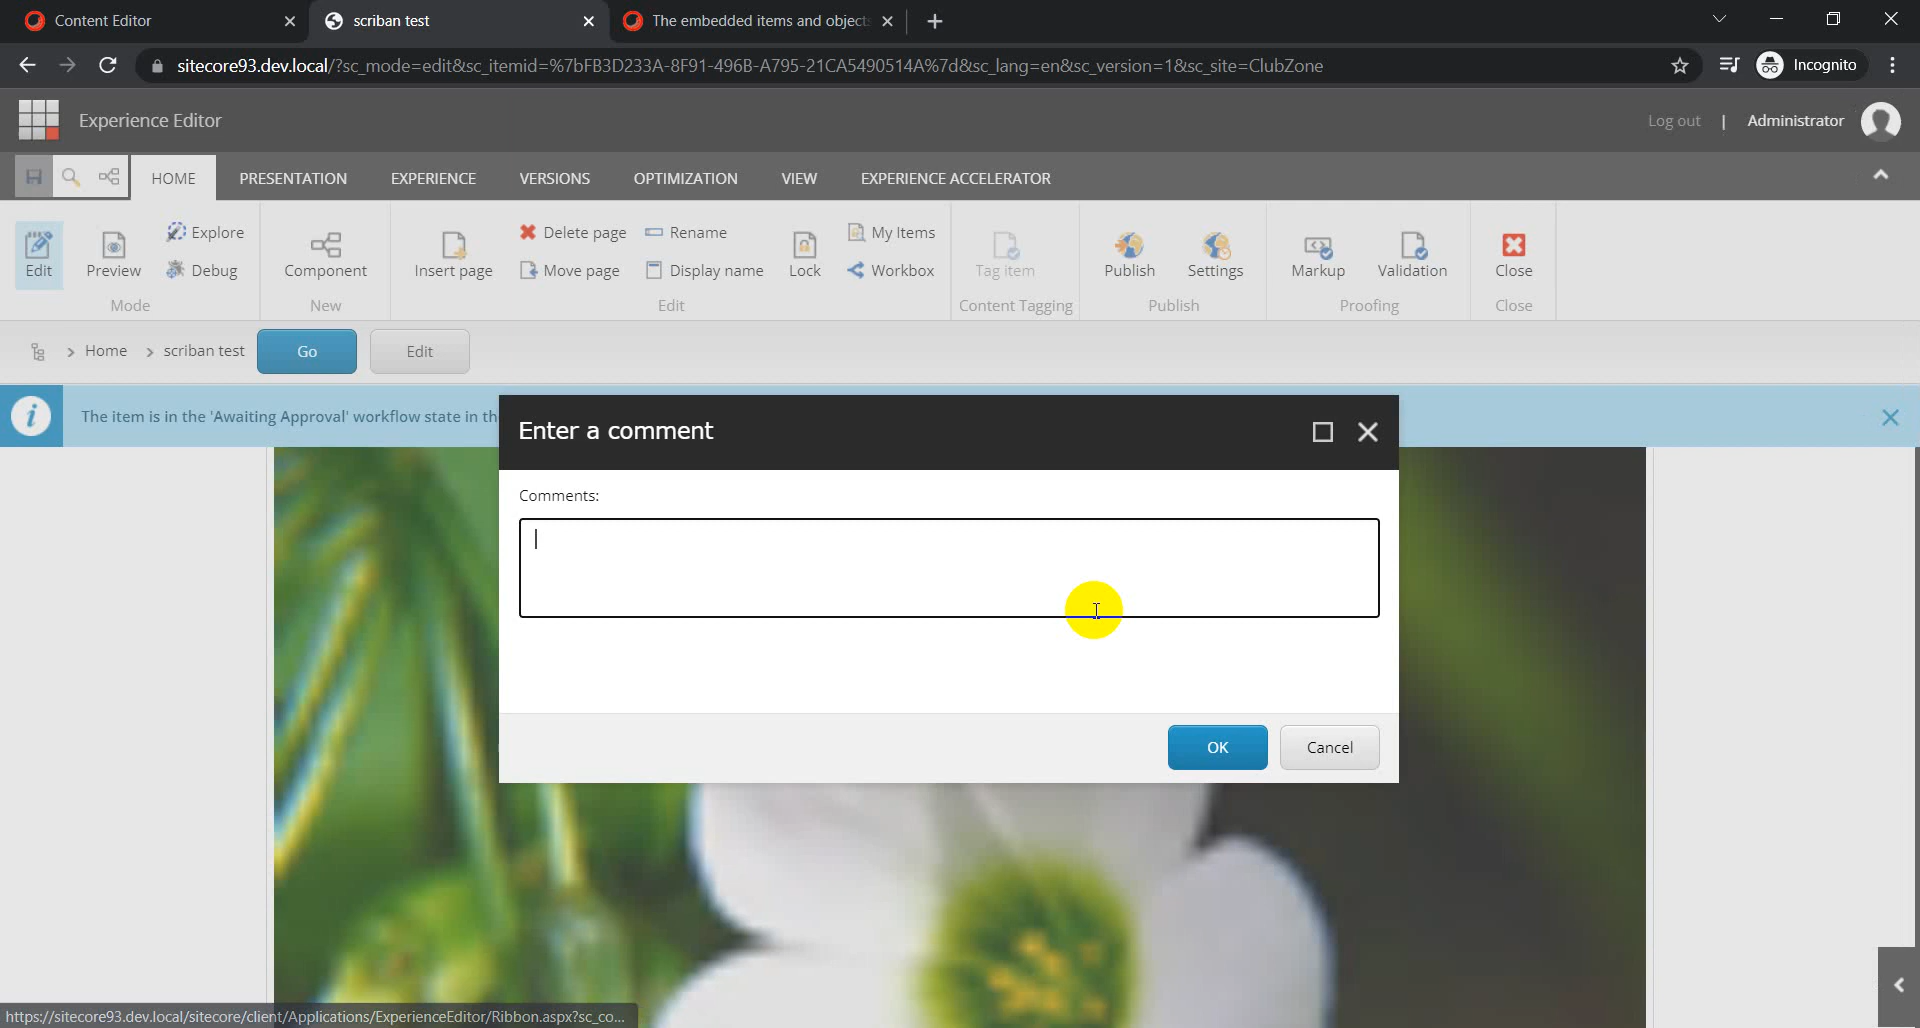 Content Editor
scriban test
The embedded items and object
sitecore93.dev.local/?sc_mode=edit&sc_itemid=%7bFB3D233A-8F91-496B-A795-21CA5490514A%7d&sc_lang=en&sc_version=1&sc_site=ClubZone
Incognito
Experience Editor
Log out | Administrator
HOME PRESENTATION EXPERIENCE VERSIONS OPTIMIZATION VIEW EXPERIENCE ACCELERATOR
Explore Delete page Rename My Items
Edit Preview Debug Component Insert page Move page Display name Lock Workbox Tag item Publish Settings Markup Validation Close
Mode New Edit Content Tagging Publish Proofing Close
> Home > scriban test Go Edit
The item is in the 'Awaiting Approval' workflow state in th
Enter a comment
Comments:
OK Cancel
https://sitecore93.dev.local/sitecore/client/Applications/ExperienceEditor/Ribbon.aspx?sc_co...